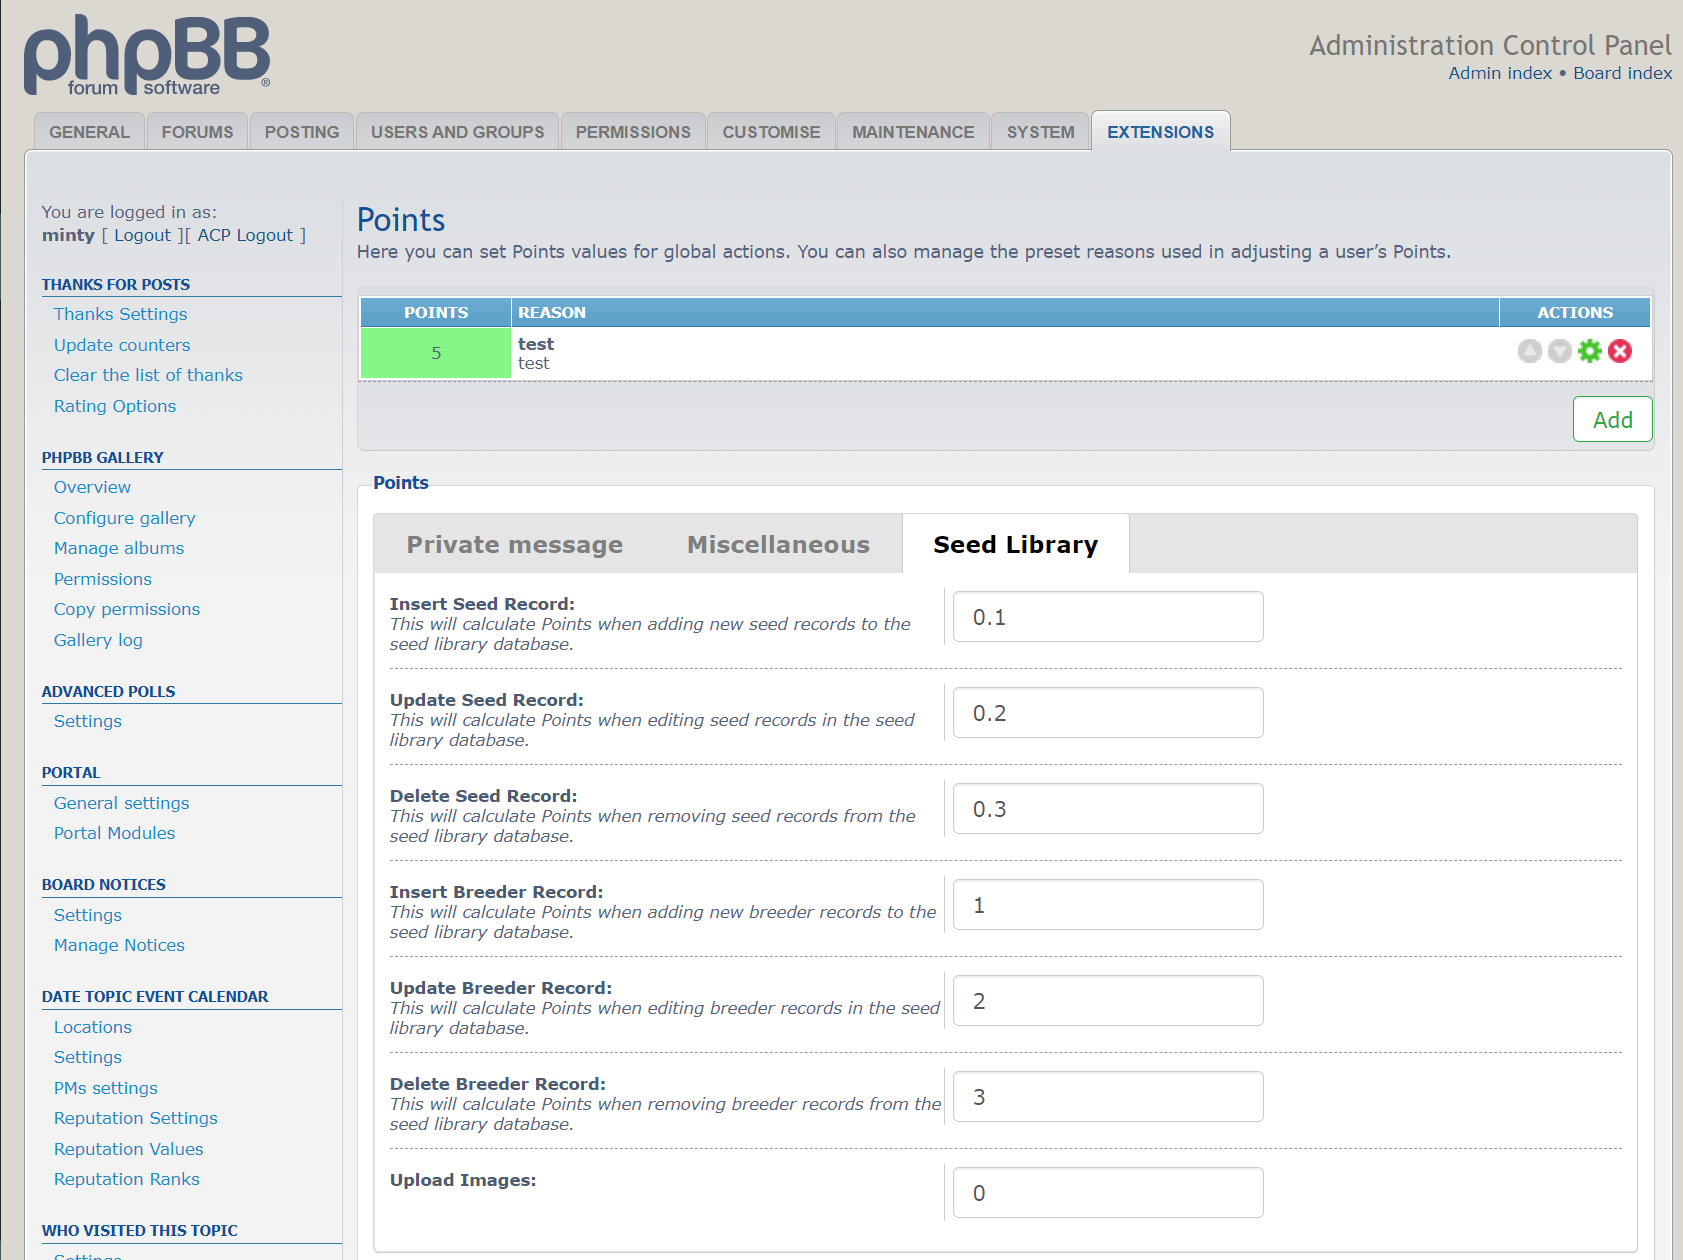 phpBB
forum software ®
Administration Control Panel
Admin index • Board index
GENERAL
FORUMS
POSTING
USERS AND GROUPS
PERMISSIONS
CUSTOMISE
MAINTENANCE
SYSTEM
EXTENSIONS
You are logged in as:
minty [ Logout ][ ACP Logout ]
THANKS FOR POSTS
Thanks Settings
Update counters
Clear the list of thanks
Rating Options
PHPBB GALLERY
Overview
Configure gallery
Manage albums
Permissions
Copy permissions
Gallery log
ADVANCED POLLS
Settings
PORTAL
General settings
Portal Modules
BOARD NOTICES
Settings
Manage Notices
DATE TOPIC EVENT CALENDAR
Locations
Settings
PMs settings
Reputation Settings
Reputation Values
Reputation Ranks
WHO VISITED THIS TOPIC
Settings
Points
Here you can set Points values for global actions. You can also manage the preset reasons used in adjusting a user’s Points.
POINTS REASON ACTIONS
5
test
test
Add
Points
Private message
Miscellaneous
Seed Library
Insert Seed Record:
This will calculate Points when adding new seed records to the
seed library database.
0.1
Update Seed Record:
This will calculate Points when editing seed records in the seed
library database.
0.2
Delete Seed Record:
This will calculate Points when removing seed records from the
seed library database.
0.3
Insert Breeder Record:
This will calculate Points when adding new breeder records to the
seed library database.
1
Update Breeder Record:
This will calculate Points when editing breeder records in the seed
library database.
2
Delete Breeder Record:
This will calculate Points when removing breeder records from the
seed library database.
3
Upload Images:
0